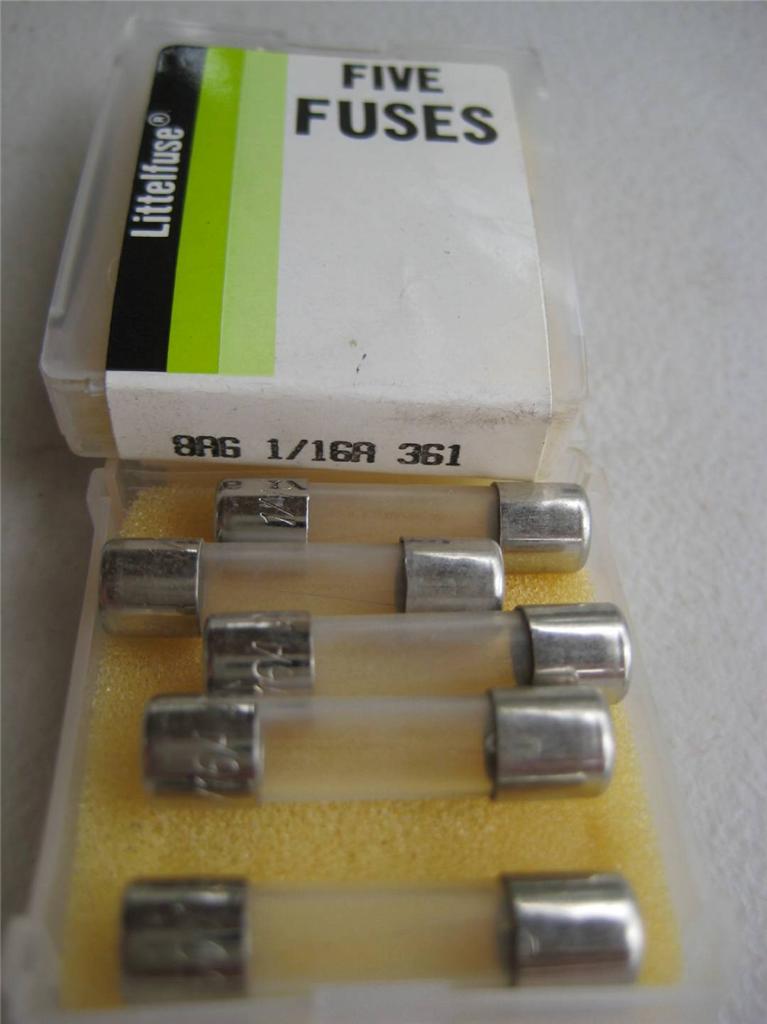 Littelfuse®
FIVE
FUSES
8AG 1/16A 361